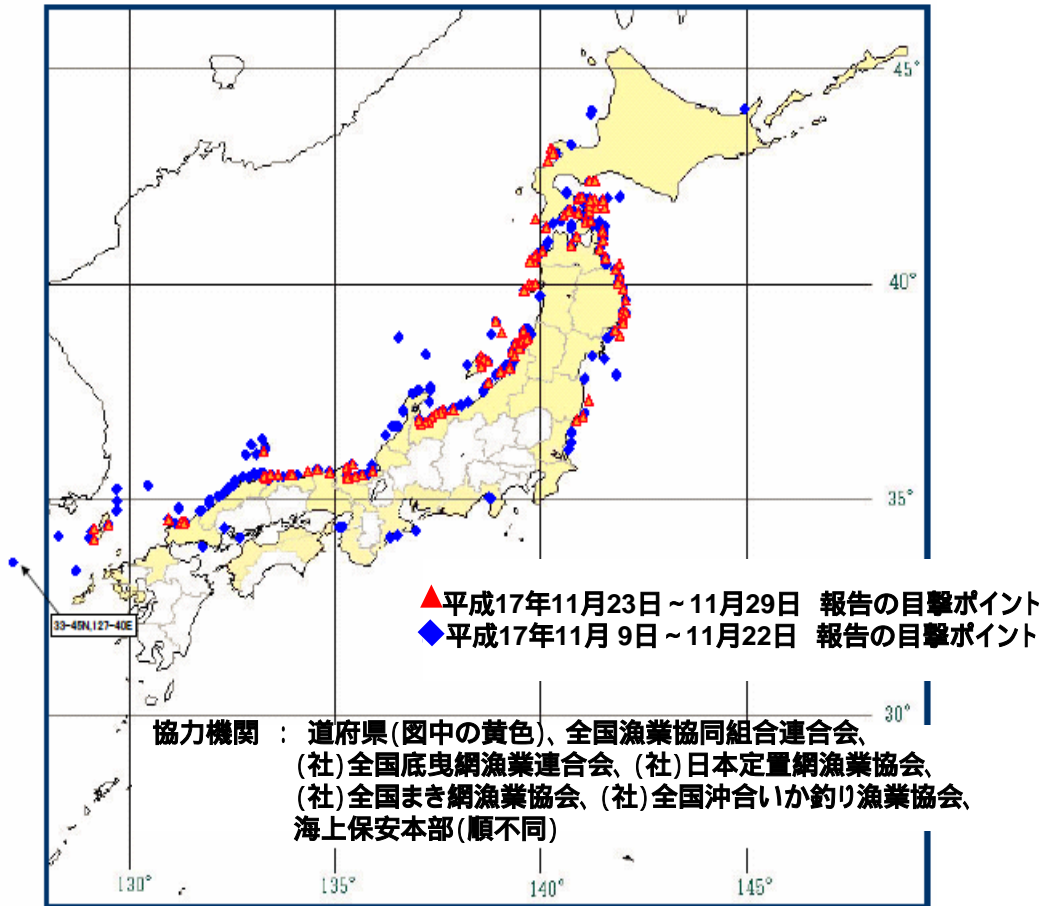 45°
40°
35°
33-45N,127-40E
▲平成17年11月23日~11月29日 報告の目撃ポイント
◆平成17年11月 9日~11月22日 報告の目撃ポイント
30°
協力機関 : 道府県(図中の黄色)、全国漁業協同組合連合会、
(社)全国底曳網漁業連合会、(社)日本定置網漁業協会、
(社)全国まき網漁業協会、(社)全国沖合いか釣り漁業協会、
海上保安本部(順不同)
130° 135° 140° 145°